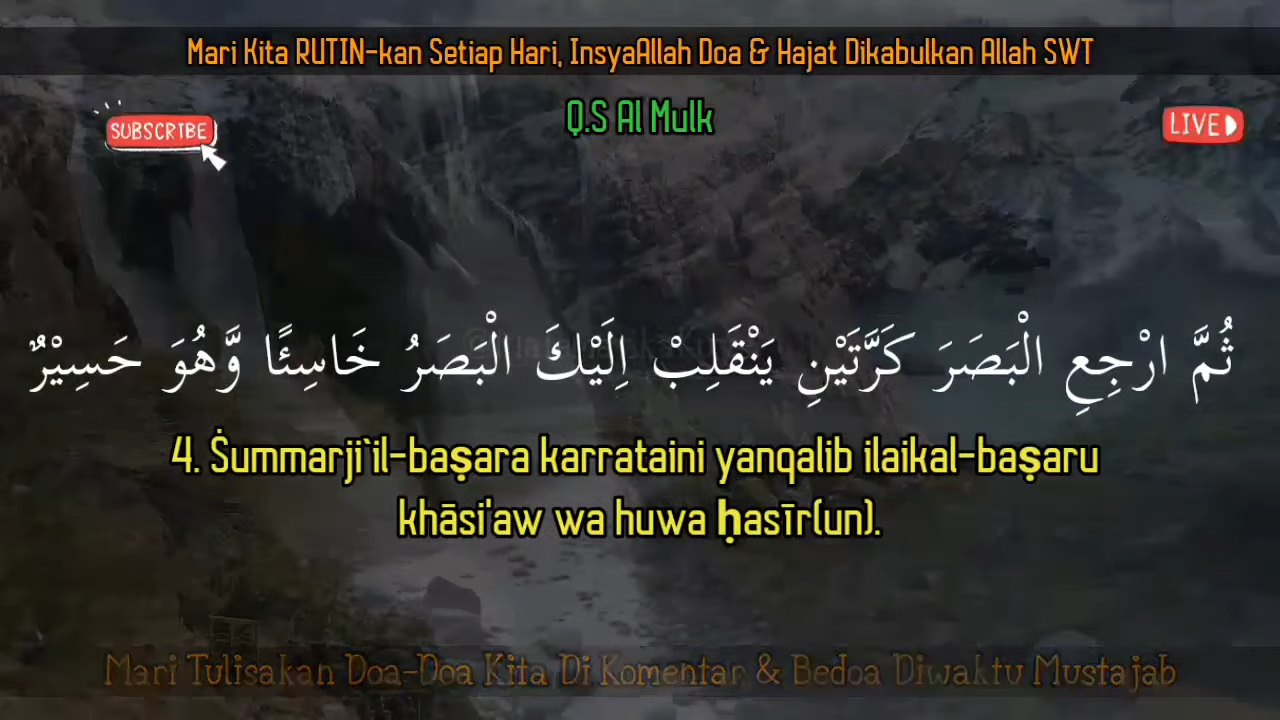 Mari Kita RUTIN-kan Setiap Hari, InsyaAllah Doa & Hajat Dikabulkan Allah SWT
Q.S Al Mulk
SUBSCRIBE
LIVE
ثُمَّ ارْجِعِ الْبَصَرَ كَرَّتَيْنِ يَنْقَلِبْ اِلَيْكَ الْبَصَرُ خَاسِئًا وَّهُوَ حَسِيْرٌ
4. Ṡummarji`il-baṣara karrataini yanqalib ilaikal-baṣaru
khāsi'aw wa huwa ḥasīr(un).
Mari Tulisakan Doa-Doa Kita Di Komentar & Bedoa Diwaktu Mustajab